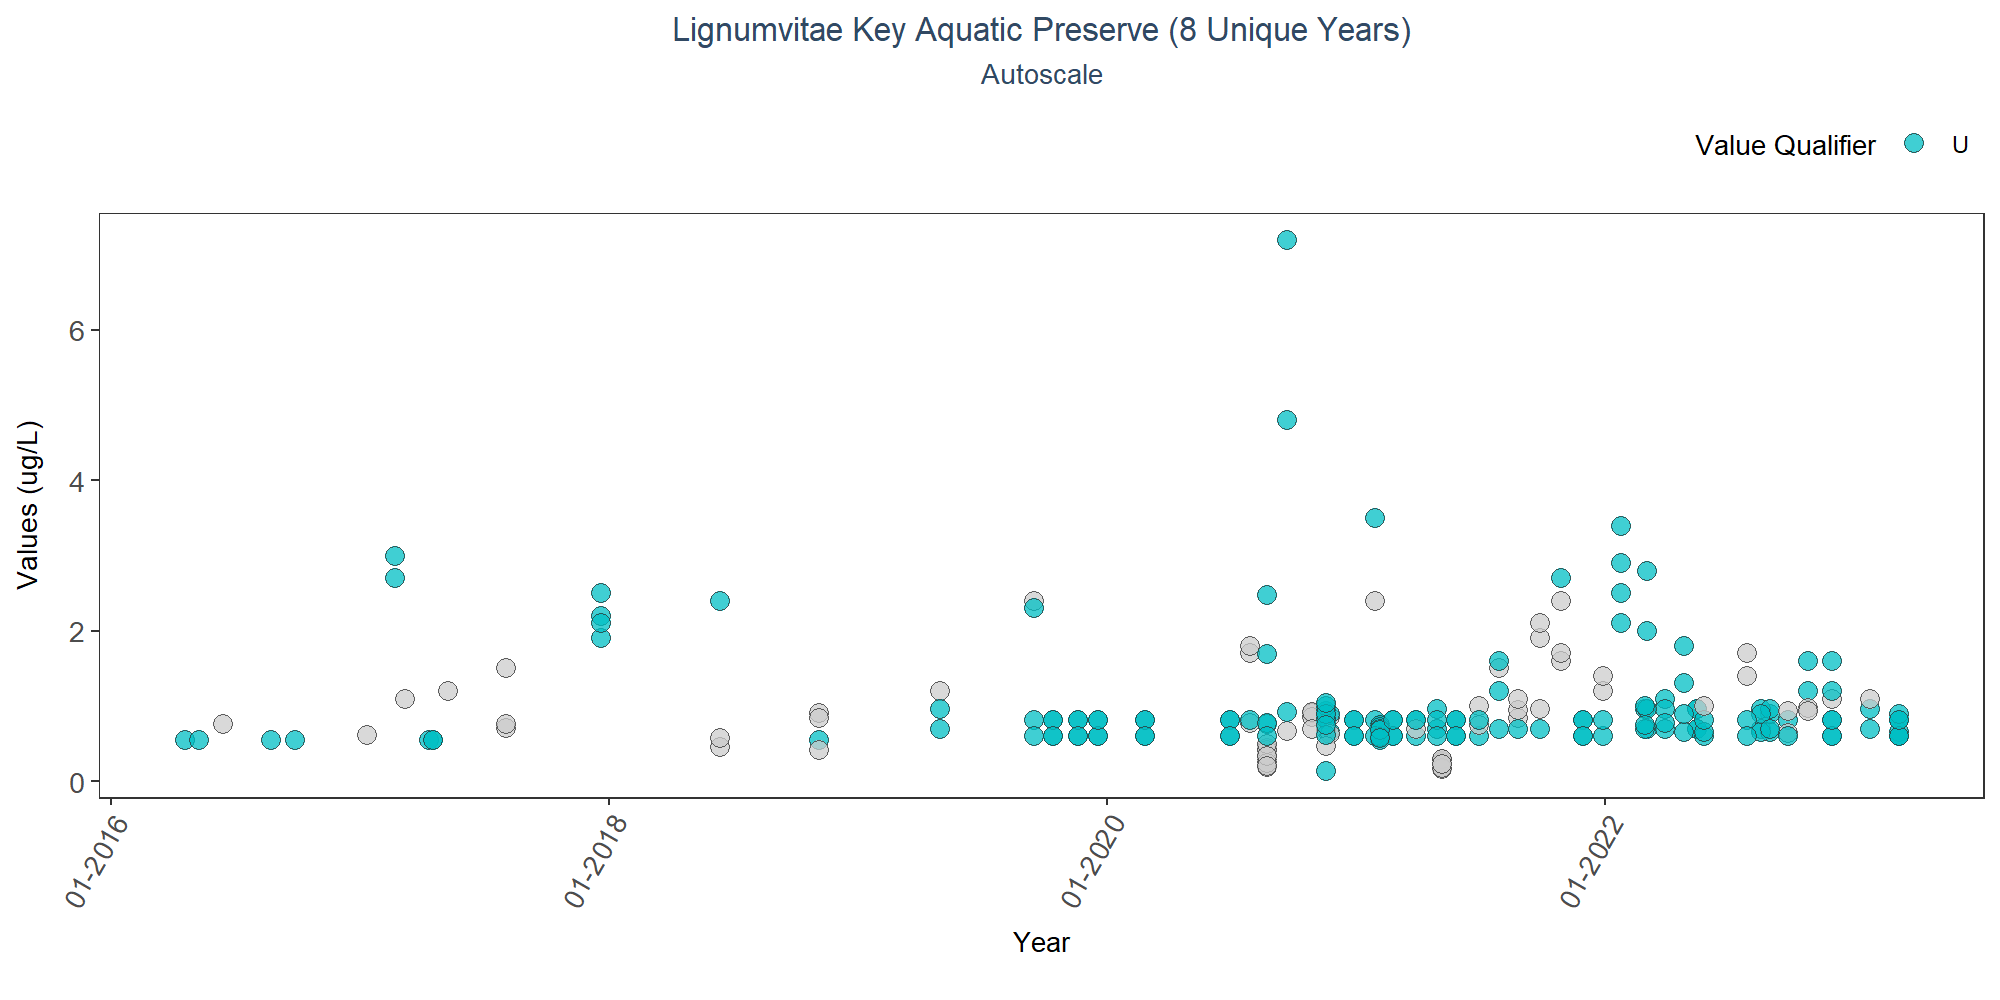 Lignumvitae Key Aquatic Preserve (8 Unique Years)
Autoscale
Value Qualifier U
Values (ug/L)
6
4
2
0
01-2016 01-2018 01-2020 01-2022
Year